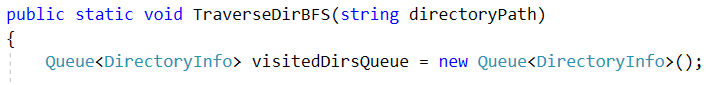 public static void TraverseDirBFS(string directoryPath)
{
    Queue<DirectoryInfo> visitedDirsQueue = new Queue<DirectoryInfo>();